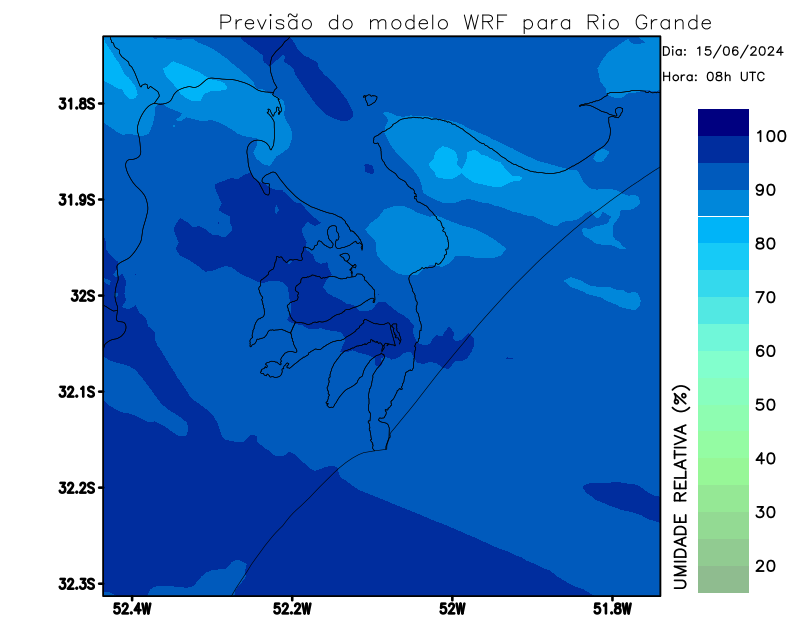 Previsão do modelo WRF para Rio Grande
Dia: 15/06/2024
Hora: 08h UTC
31.8S
31.9S
32S
32.1S
32.2S
32.3S
52.4W
52.2W
52W
51.8W
100
90
80
70
60
50
40
30
20
UMIDADE RELATIVA (%)